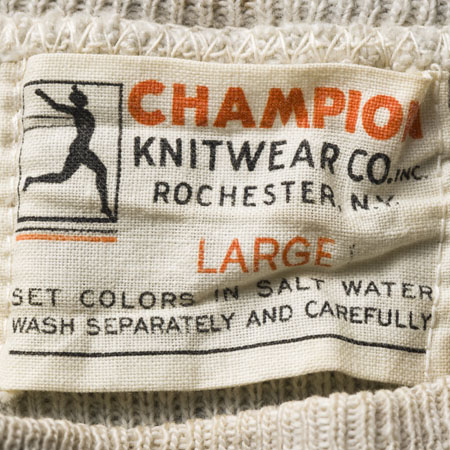 CHAMPION
KNITWEAR CO. INC.
ROCHESTER, N.Y.
LARGE
SET COLORS IN SALT WATER
WASH SEPARATELY AND CAREFULLY